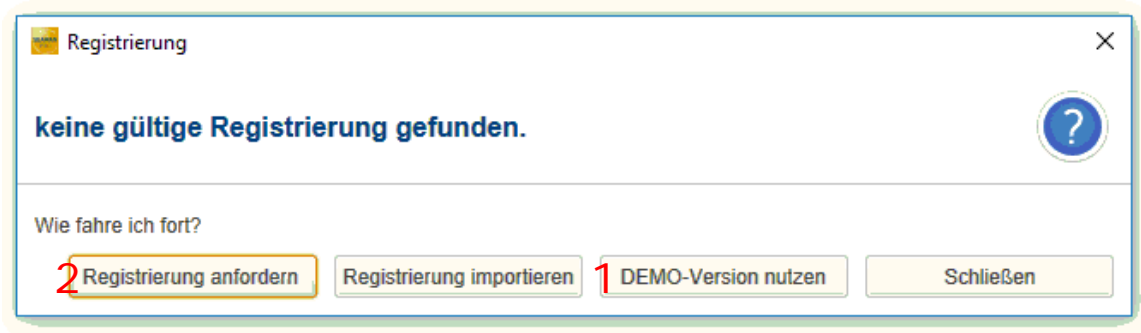 Registrierung
keine gültige Registrierung gefunden.
?
Wie fahre ich fort?
2 Registrierung anfordern Registrierung importieren 1 DEMO-Version nutzen Schließen